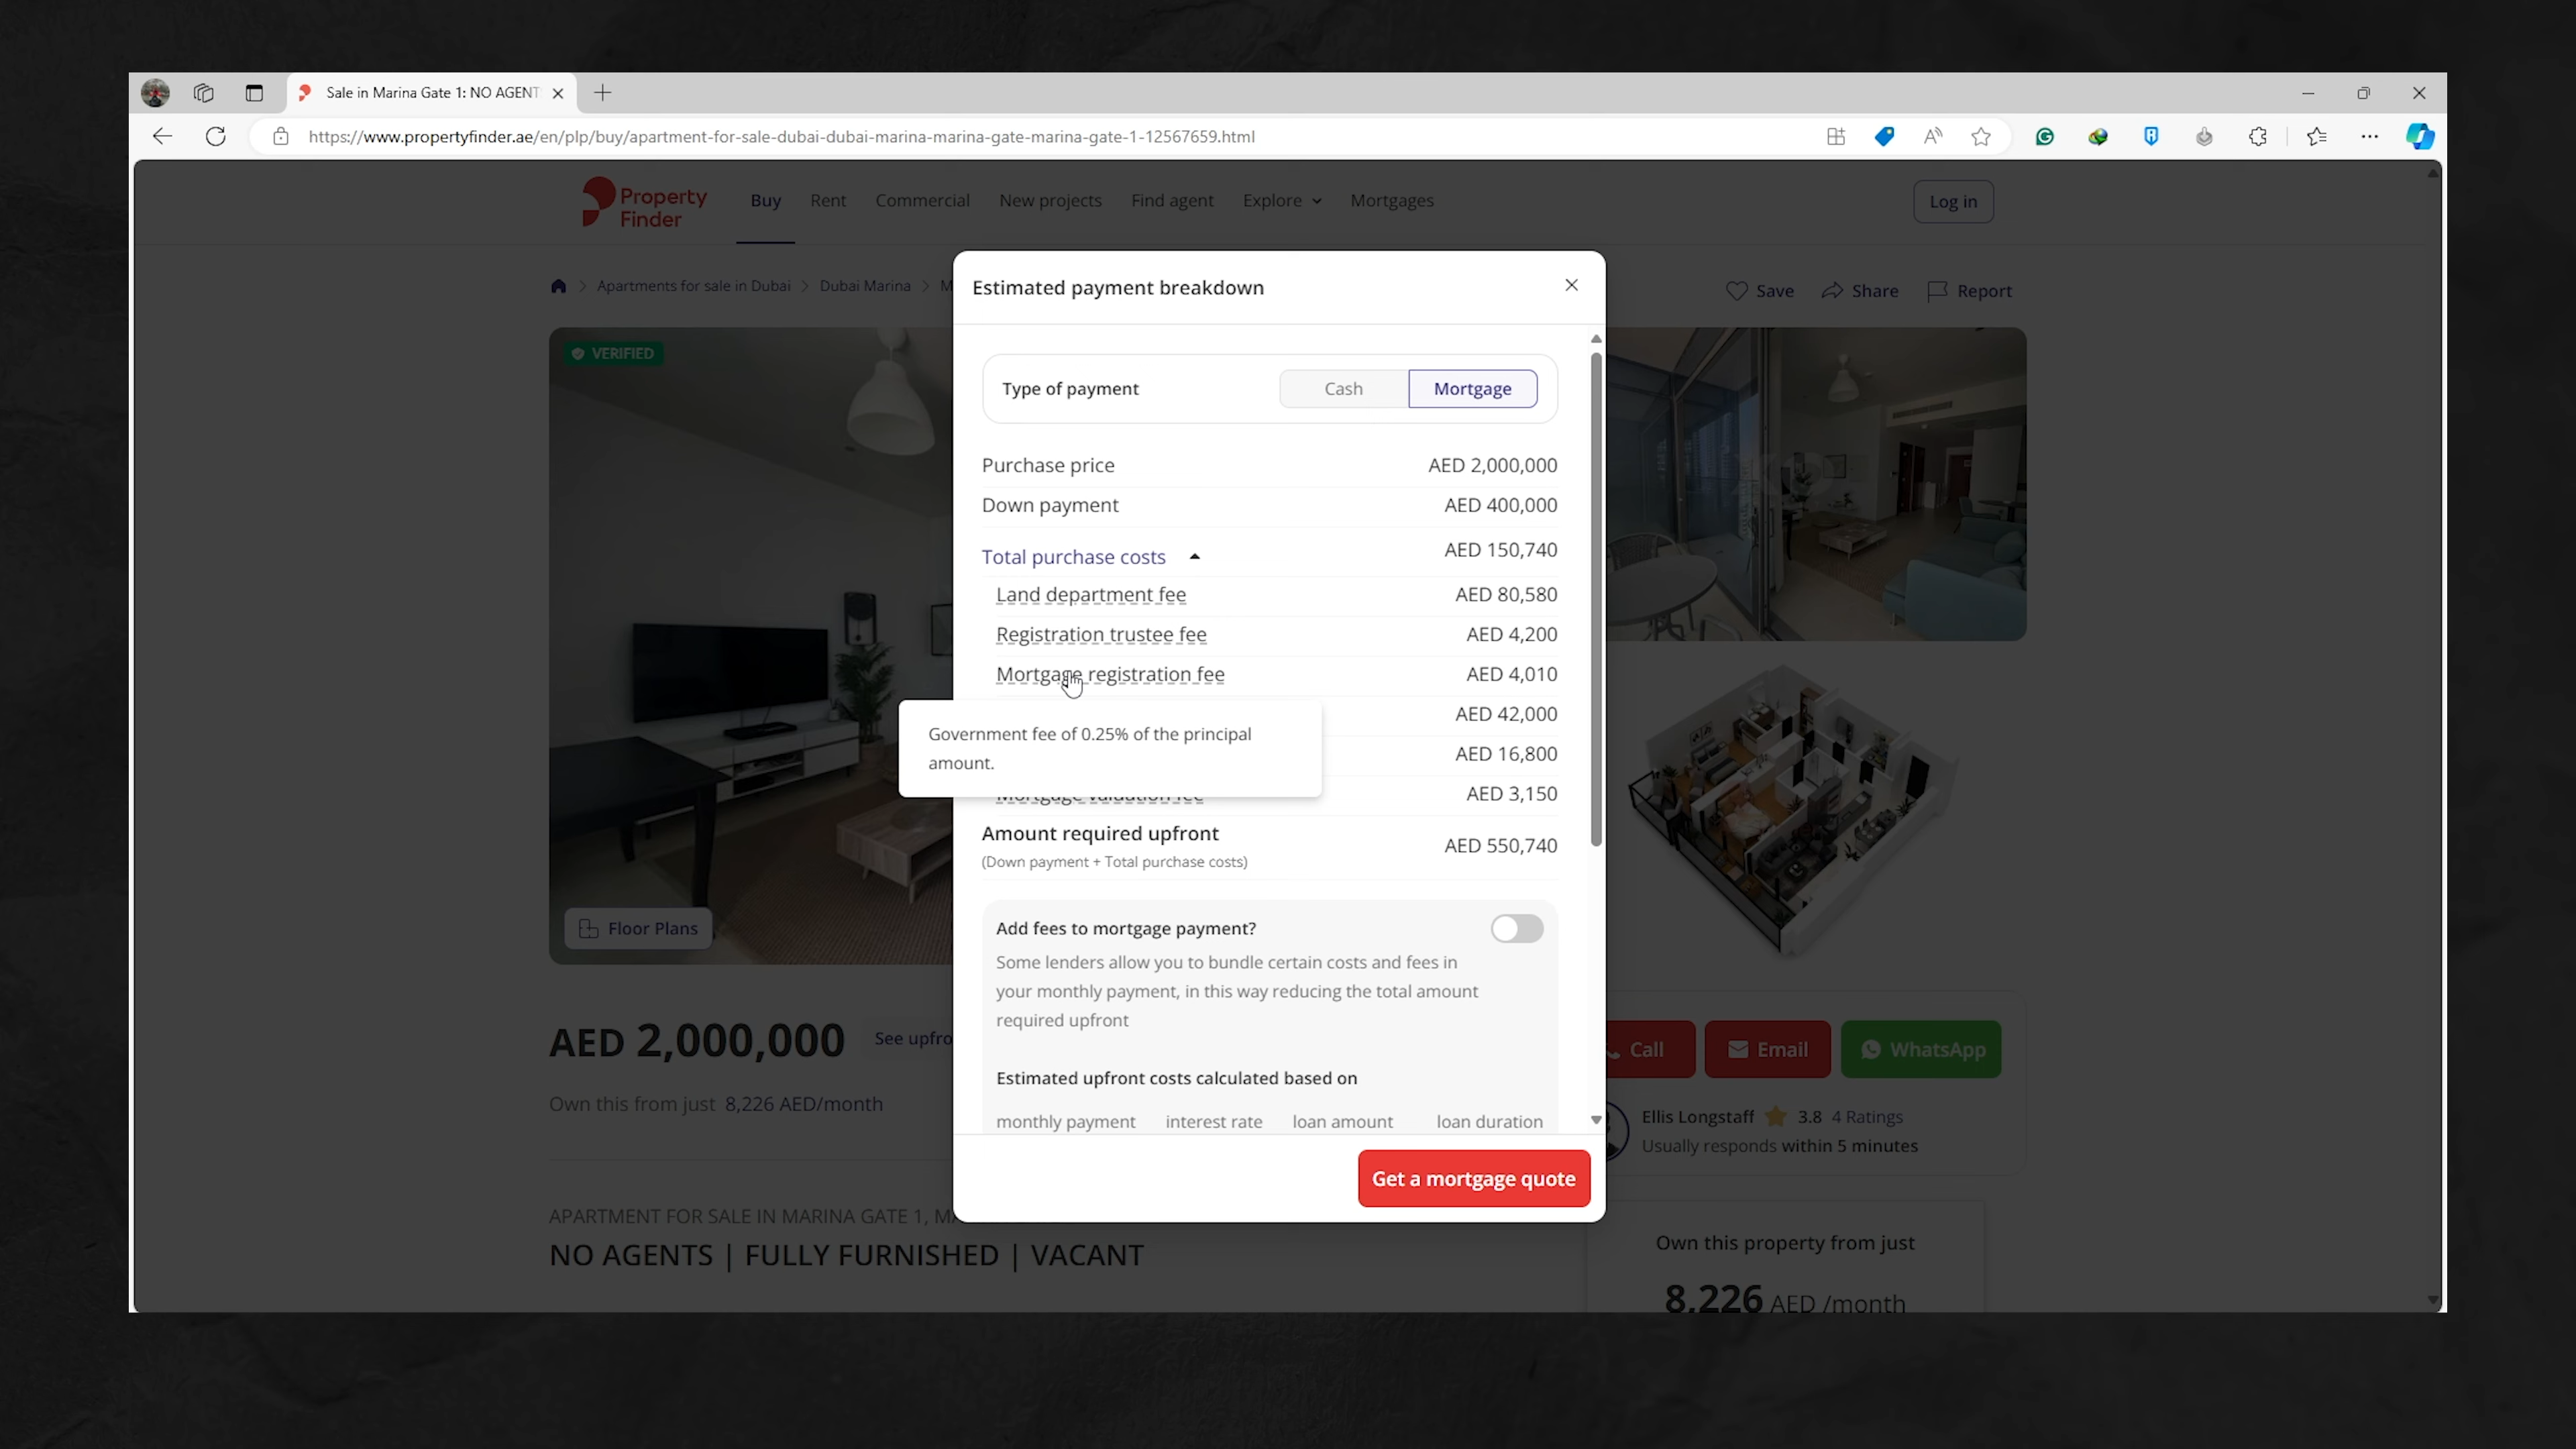 Sale in Marina Gate 1: NO AGENT
https://www.propertyfinder.ae/en/plp/buy/apartment-for-sale-dubai-dubai-marina-marina-gate-marina-gate-1-12567659.html
Property
Finder
Buy
Rent
Commercial
New projects
Find agent
Explore
Mortgages
Log in
Apartments for sale in Dubai
Dubai Marina
Save
Share
Report
VERIFIED
Floor Plans
Estimated payment breakdown
Type of payment
Cash
Mortgage
Purchase price AED 2,000,000
Down payment AED 400,000
Total purchase costs AED 150,740
Land department fee AED 80,580
Registration trustee fee AED 4,200
Mortgage registration fee AED 4,010
Government fee of 0.25% of the principal
amount.
AED 42,000
AED 16,800
Mortgage valuation fee AED 3,150
Amount required upfront AED 550,740
(Down payment + Total purchase costs)
Add fees to mortgage payment?
Some lenders allow you to bundle certain costs and fees in
your monthly payment, in this way reducing the total amount
required upfront
Estimated upfront costs calculated based on
monthly payment interest rate loan amount loan duration
Get a mortgage quote
AED 2,000,000
See upfro
Own this from just 8,226 AED/month
APARTMENT FOR SALE IN MARINA GATE 1, MA
NO AGENTS | FULLY FURNISHED | VACANT
Call
Email
WhatsApp
Ellis Longstaff 3.8 4 Ratings
Usually responds within 5 minutes
Own this property from just
8,226 AED /month